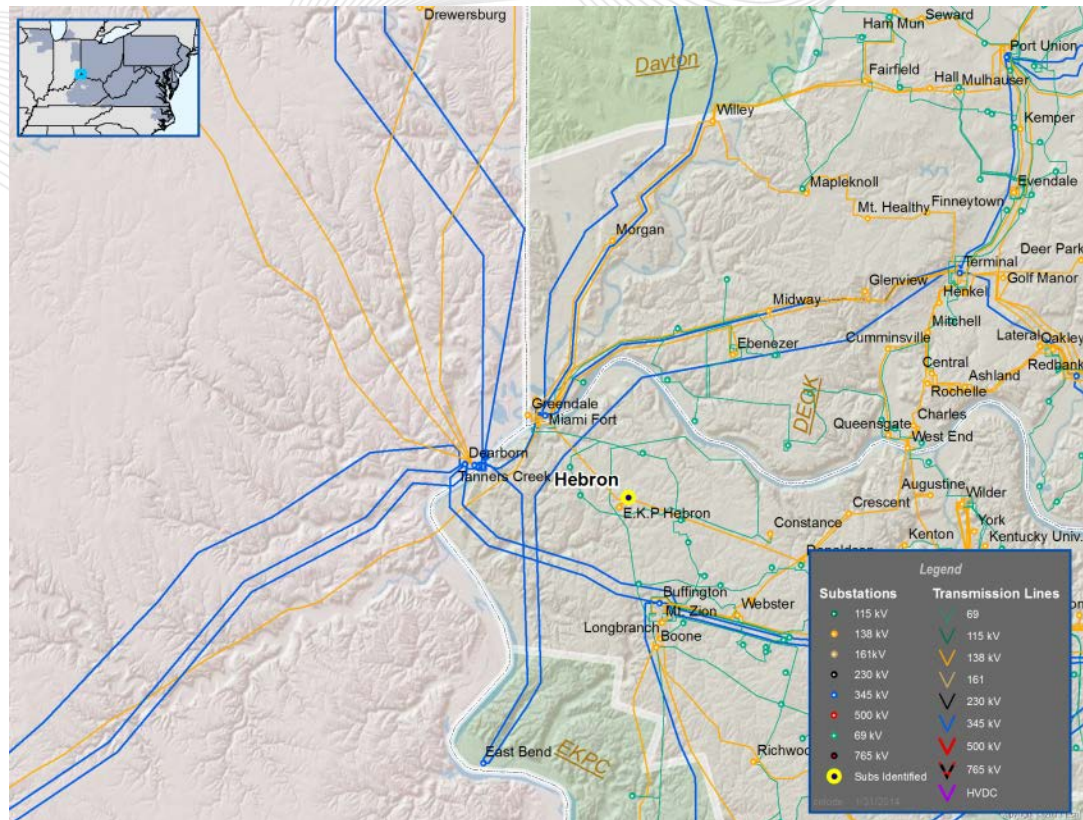 Drewersburg
Ham Mun
Seward
Port Union
Dayton
Fairfield
Hall
Mulhauser
Willey
Kemper
Mapleknoll
Evendale
Mt. Healthy
Finneytown
Morgan
Deer Park
Terminal
Glenview
Golf Manor
Henkel
Midway
Mitchell
Cumminsville
Lateral
Oakley
Ebenezer
Central
Redbank
Ashland
Rochelle
DEOK
Greendale
Miami Fort
Charles
Queensgate
West End
Dearborn
Tanners Creek
Hebron
Augustine
Wilder
E.K.P Hebron
Crescent
York
Constance
Kenton
Kentucky Univ.
Buffington
Mt. Zion
Webster
Longbranch
Boone
East Bend
EKPC
Richwoo
Legend
Substations
115 kV
138 kV
161kV
230 kV
345 kV
500 kV
69 kV
765 kV
Subs Identified
Transmission Lines
69
115 kV
138 kV
161
230 kV
345 kV
500 kV
765 kV
HVDC